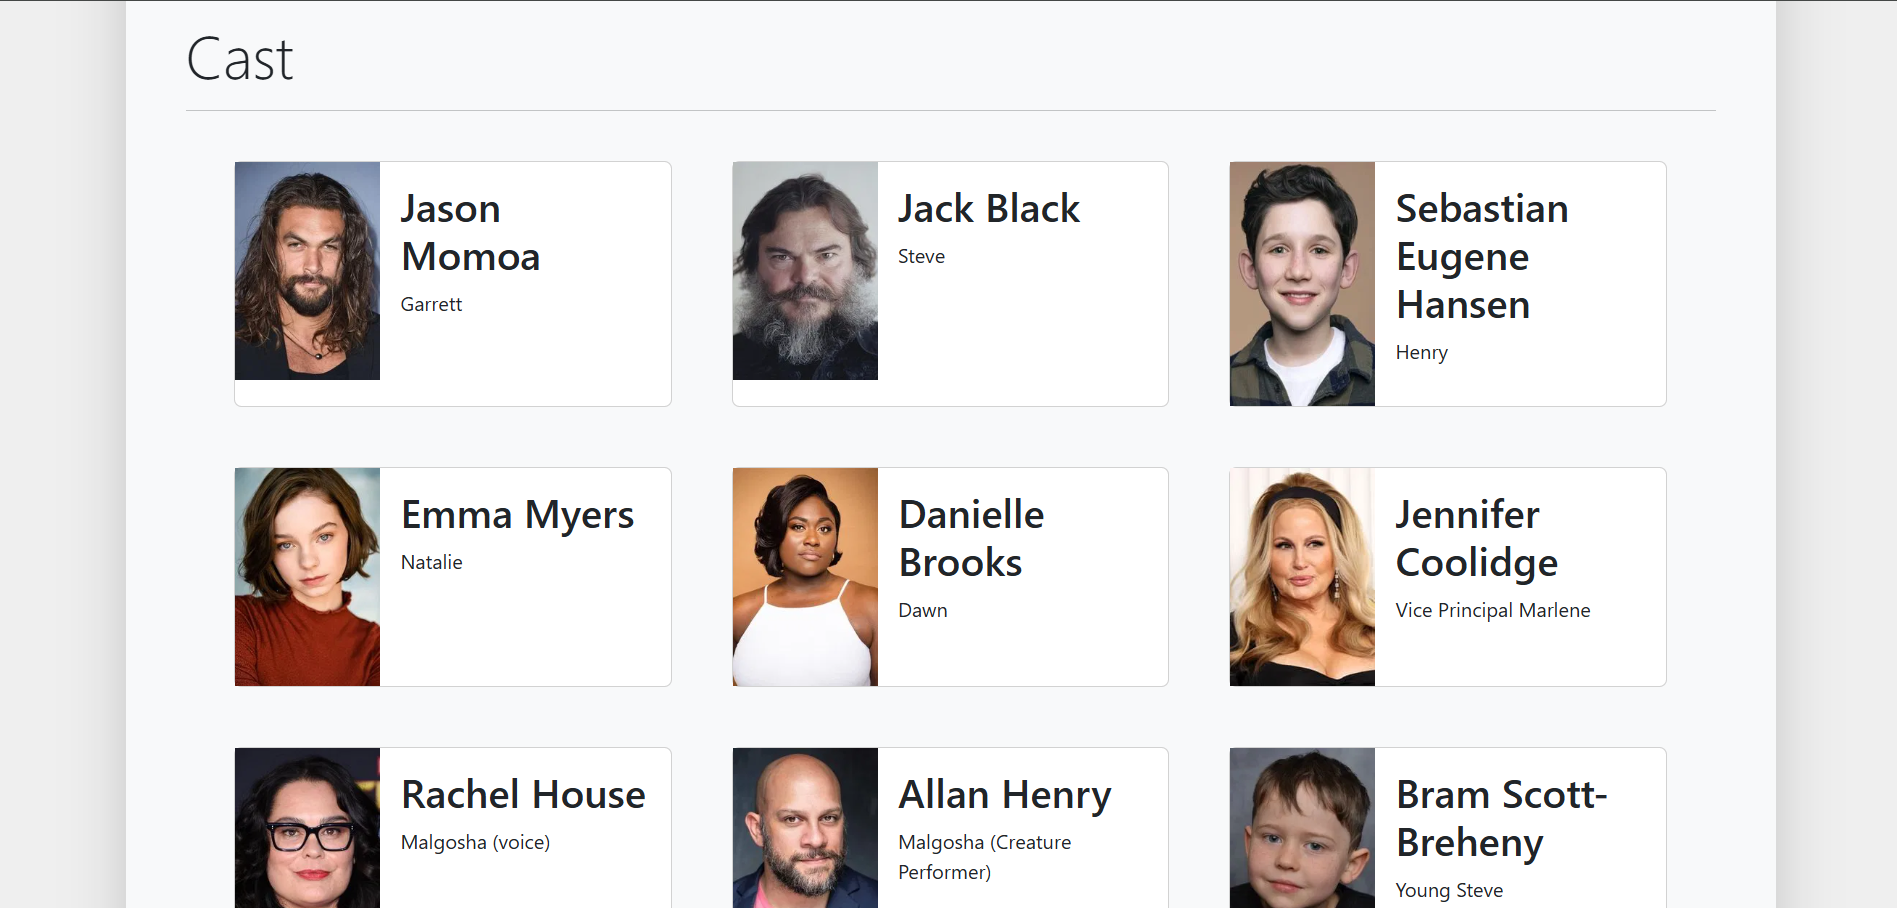 Cast
Jason
Momoa
Garrett
Jack Black
Steve
Sebastian
Eugene
Hansen
Henry
Emma Myers
Natalie
Danielle
Brooks
Dawn
Jennifer
Coolidge
Vice Principal Marlene
Rachel House
Malgosha (voice)
Allan Henry
Malgosha (Creature
Performer)
Bram Scott-
Breheny
Young Steve